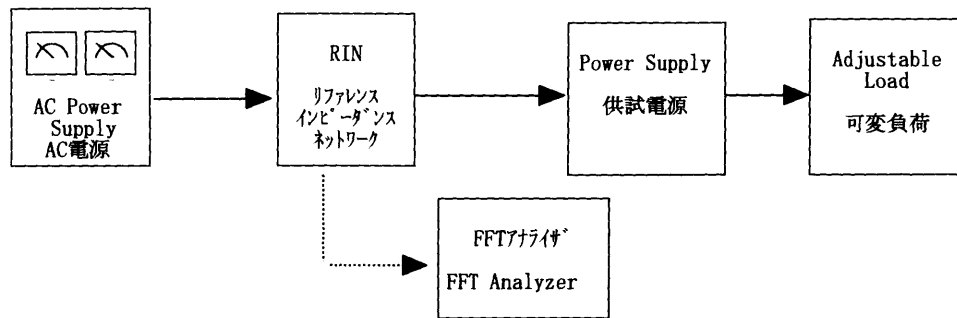 AC Power
Supply
AC電源
RIN
リファレンス
インピーダンス
ネットワーク
Power Supply
供試電源
Adjustable
Load
可変負荷
FFTアナライザ
FFT Analyzer